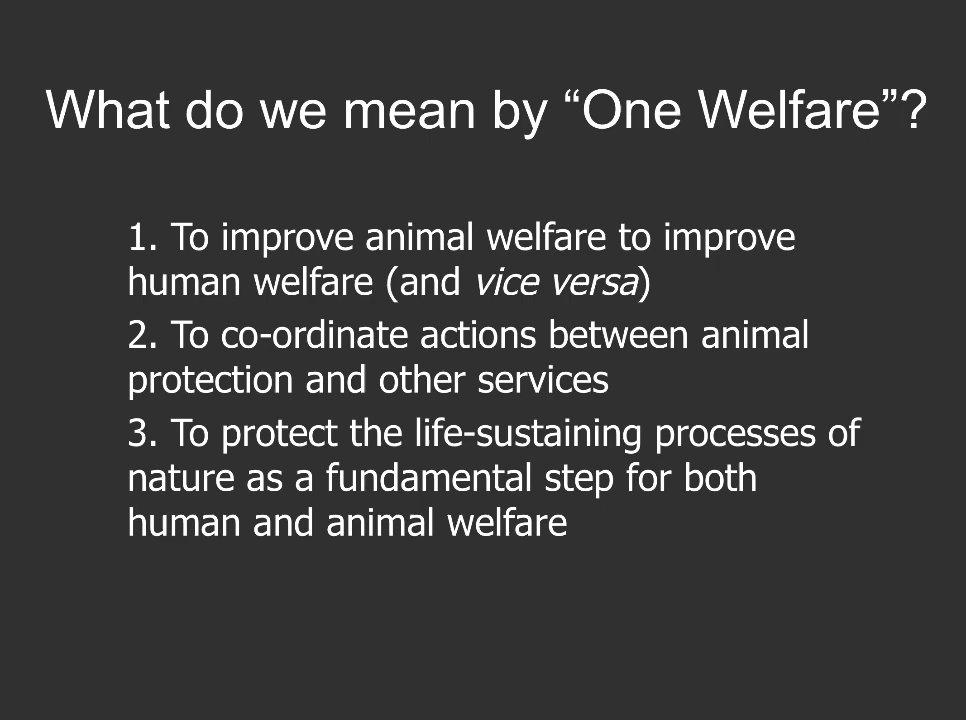 What do we mean by “One Welfare”?
1. To improve animal welfare to improve
human welfare (and vice versa)
2. To co-ordinate actions between animal
protection and other services
3. To protect the life-sustaining processes of
nature as a fundamental step for both
human and animal welfare